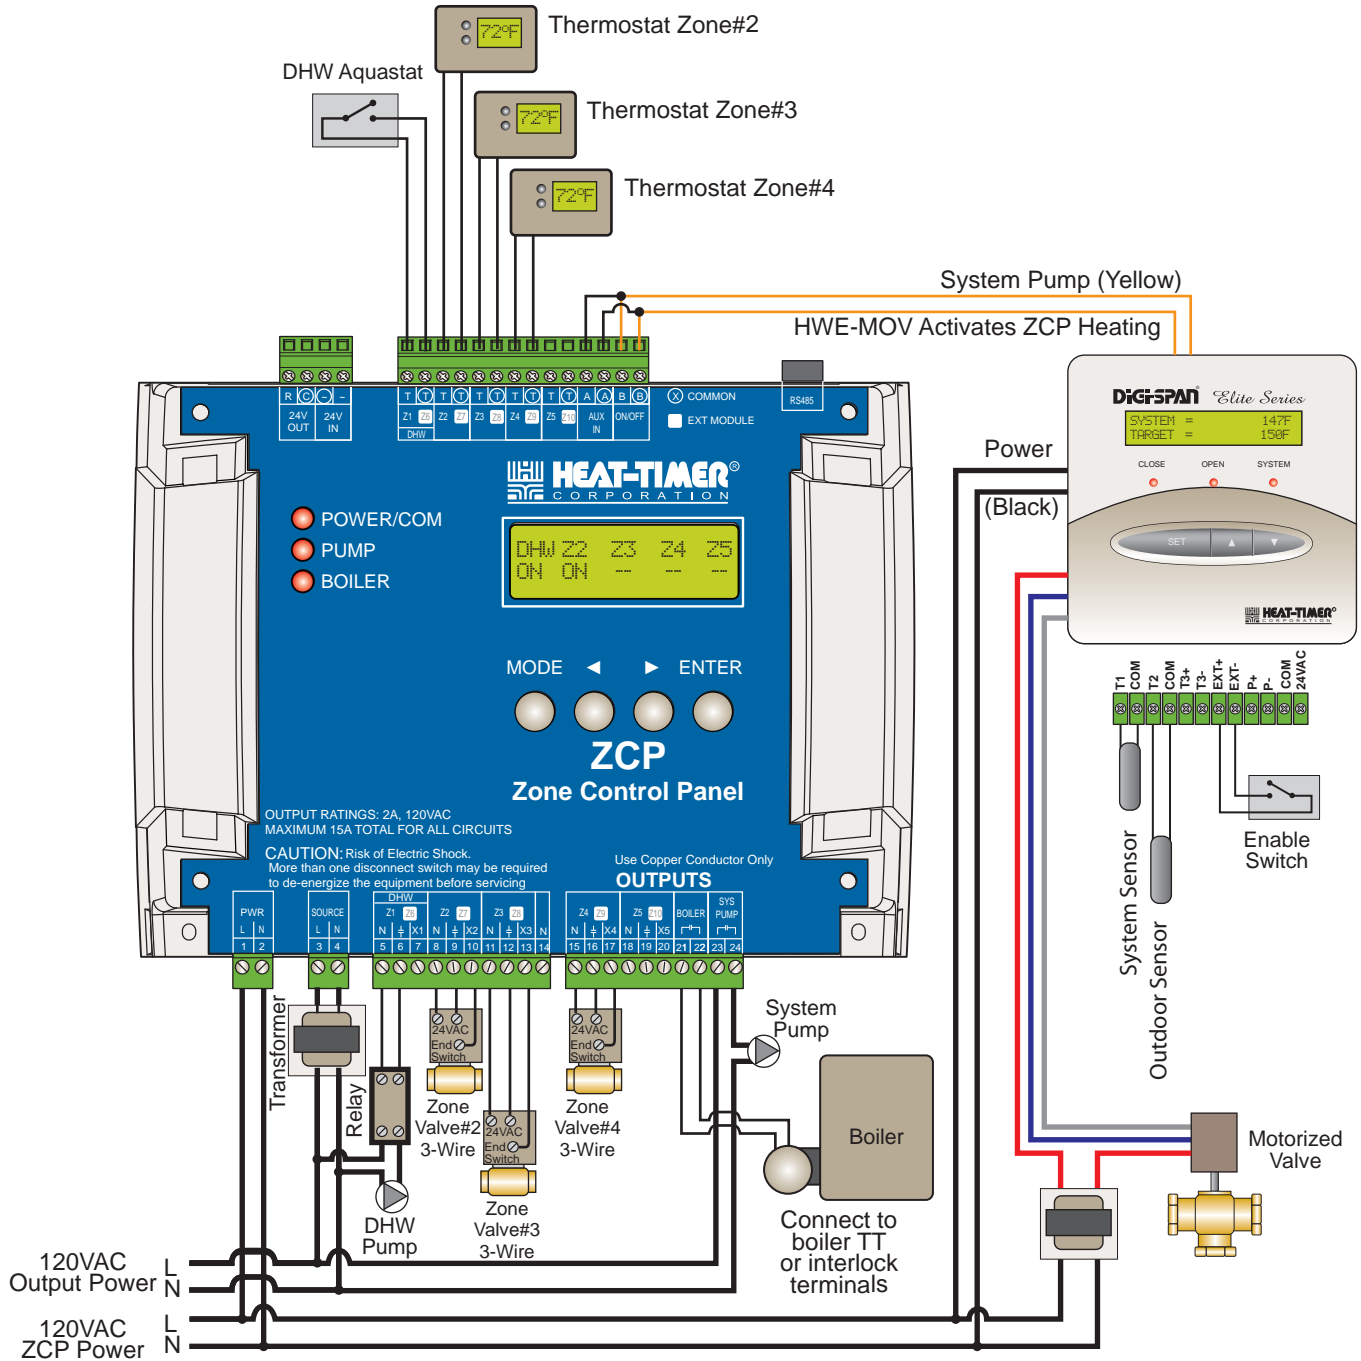 Thermostat Zone#2
72°F
DHW Aquastat
Thermostat Zone#3
72°F
Thermostat Zone#4
72°F
System Pump (Yellow)
HWE-MOV Activates ZCP Heating
R C ~ ~
24V OUT
24V IN
T T T T T T T T T T A A B B
Z1 Z6 Z2 Z7 Z3 Z8 Z4 Z9 Z5 Z10 AUX IN ON/OFF
DHW
X COMMON
EXT MODULE
RS485
HEAT-TIMER®
CORPORATION
POWER/COM
PUMP
BOILER
DHW Z2 Z3 Z4 Z5
ON ON -- -- --
MODE ◄ ► ENTER
ZCP
Zone Control Panel
OUTPUT RATINGS: 2A, 120VAC
MAXIMUM 15A TOTAL FOR ALL CIRCUITS
CAUTION: Risk of Electric Shock.
More than one disconnect switch may be required
to de-energize the equipment before servicing
Use Copper Conductor Only
OUTPUTS
PWR
L N
1 2
SOURCE
L N
3 4
DHW
Z1 Z6 Z2 Z7 Z3 Z8
N X1 N X2 N X3 N
5 6 7 8 9 10 11 12 13 14
Z4 Z9 Z5 Z10 BOILER SYS PUMP
N X4 N X5
15 16 17 18 19 20 21 22 23 24
DiGi-SPAN® Elite Series
SYSTEM = 147F
TARGET = 150F
CLOSE OPEN SYSTEM
SET ▲ ▼
HEAT-TIMER®
CORPORATION
Power
(Black)
T1 COM T2 COM T3+ T3- EXT+ EXT- P+ P- COM 24VAC
System Sensor
Outdoor Sensor
Enable
Switch
Transformer
Relay
24VAC
End
Switch
Zone
Valve#2
3-Wire
24VAC
End
Switch
Zone
Valve#3
3-Wire
24VAC
End
Switch
Zone
Valve#4
3-Wire
DHW
Pump
System
Pump
Boiler
Connect to
boiler TT
or interlock
terminals
Motorized
Valve
120VAC
Output Power
L
N
120VAC
ZCP Power
L
N